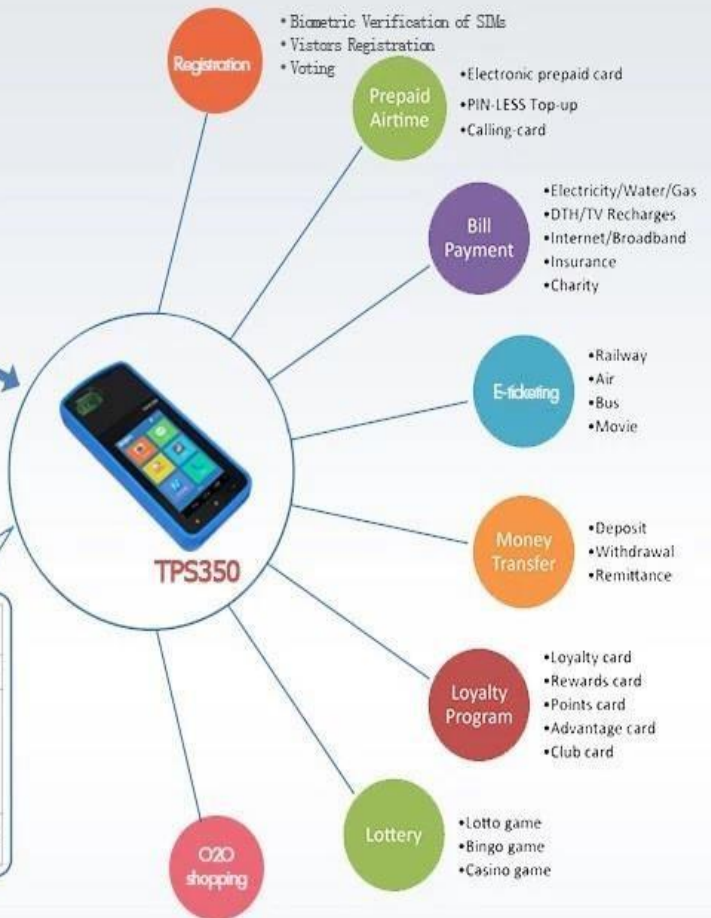 Registration
* Biometric Verification of SIMs
* Vistors Registration
* Voting
Prepaid
Airtime
•Electronic prepaid card
•PIN-LESS Top-up
•Calling-card
Bill
Payment
•Electricity/Water/Gas
•DTH/TV Recharges
•Internet/Broadband
•Insurance
•Charity
E-ticketing
•Railway
•Air
•Bus
•Movie
TPS350
Money
Transfer
•Deposit
•Withdrawal
•Remittance
Loyalty
Program
•Loyalty card
•Rewards card
•Points card
•Advantage card
•Club card
Lottery
•Lotto game
•Bingo game
•Casino game
O2O
shopping